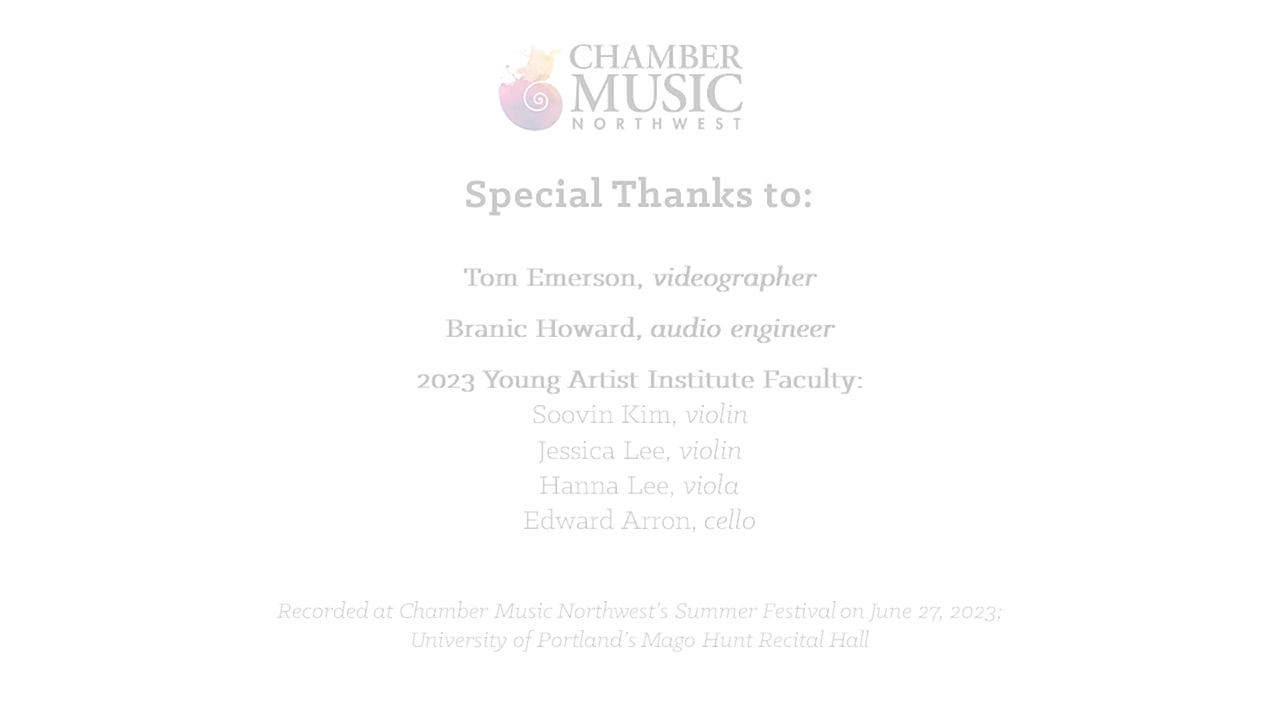 CHAMBER
MUSIC
NORTHWEST
Special Thanks to:
Tom Emerson, videographer
Branic Howard, audio engineer
2023 Young Artist Institute Faculty:
Soovin Kim, violin
Jessica Lee, violin
Hanna Lee, viola
Edward Arron, cello
Recorded at Chamber Music Northwest's Summer Festival on June 27, 2023;
University of Portland's Mago Hunt Recital Hall